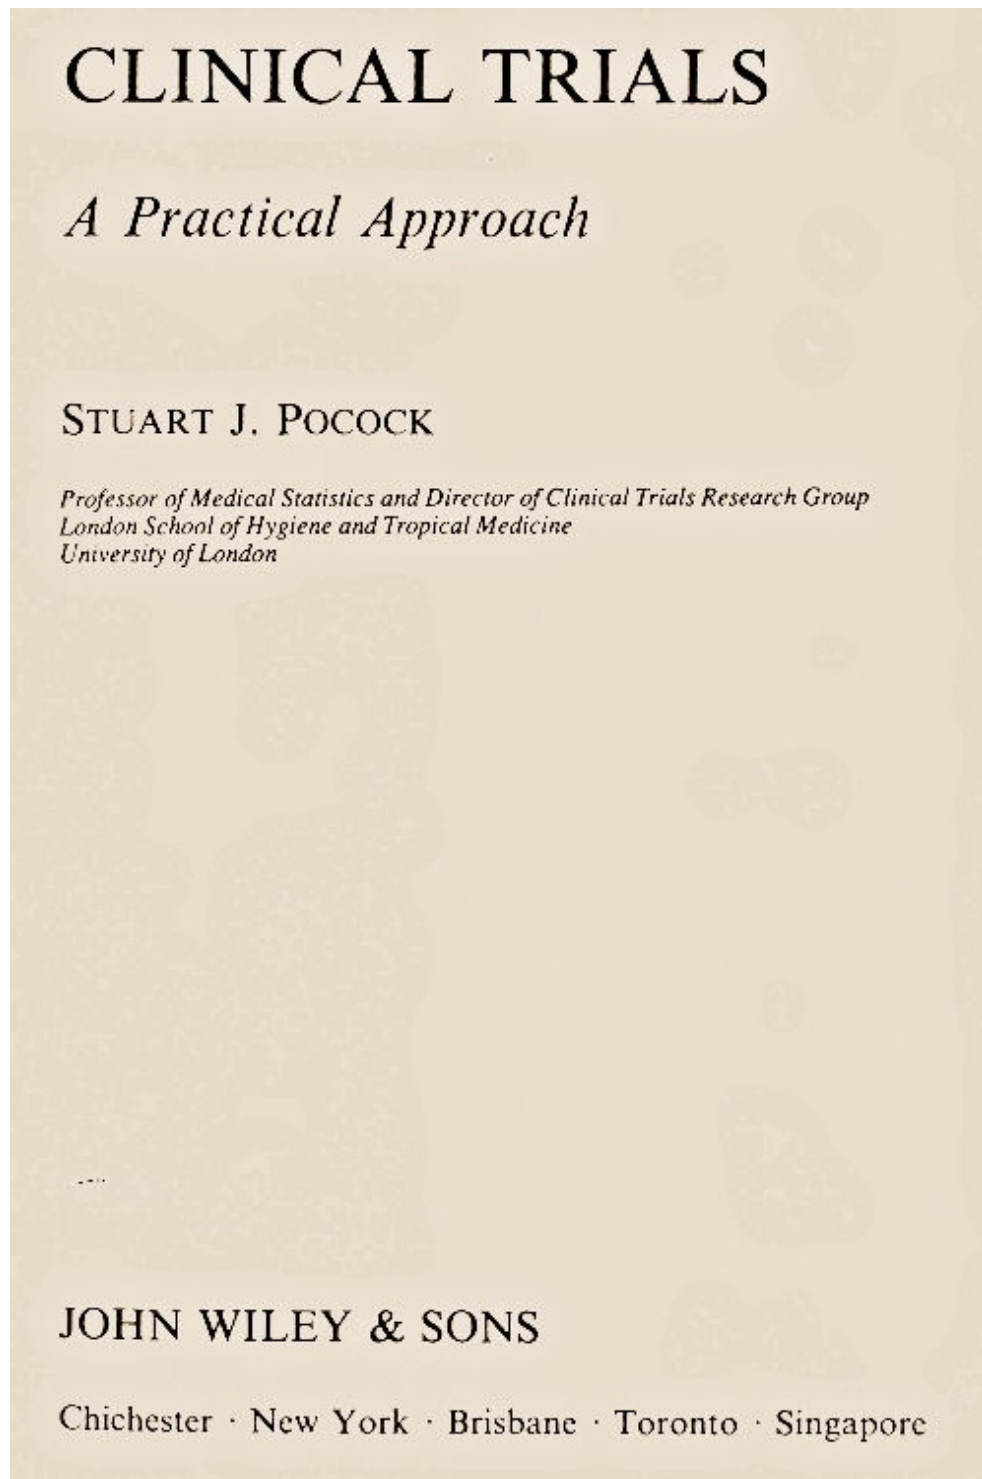 CLINICAL TRIALS
A Practical Approach
STUART J. POCOCK
Professor of Medical Statistics and Director of Clinical Trials Research Group
London School of Hygiene and Tropical Medicine
University of London
JOHN WILEY & SONS
Chichester · New York · Brisbane · Toronto · Singapore